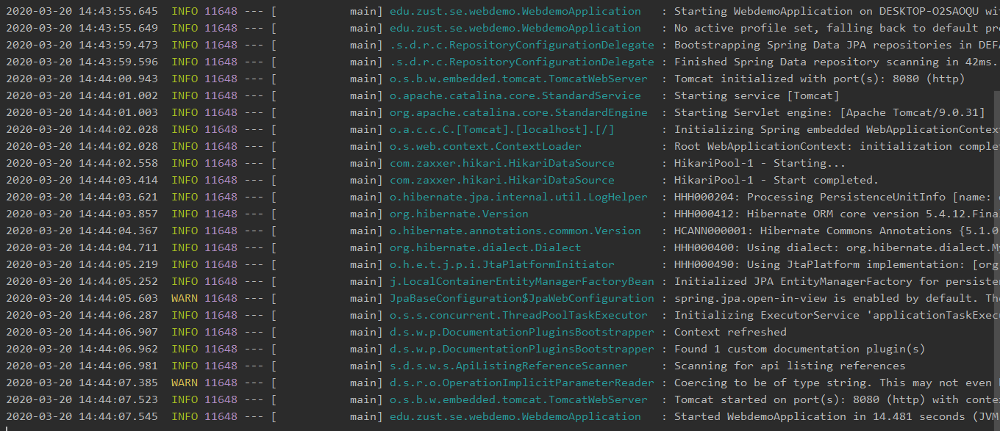 2020-03-20 14:43:55.645  INFO 11648 --- [           main] edu.zust.se.webdemo.WebdemoApplication   : Starting WebdemoApplication on DESKTOP-O2SAOQU wi
2020-03-20 14:43:55.649  INFO 11648 --- [           main] edu.zust.se.webdemo.WebdemoApplication   : No active profile set, falling back to default pr
2020-03-20 14:43:59.473  INFO 11648 --- [           main] .s.d.r.c.RepositoryConfigurationDelegate : Bootstrapping Spring Data JPA repositories in DEFA
2020-03-20 14:43:59.596  INFO 11648 --- [           main] .s.d.r.c.RepositoryConfigurationDelegate : Finished Spring Data repository scanning in 42ms.
2020-03-20 14:44:00.943  INFO 11648 --- [           main] o.s.b.w.embedded.tomcat.TomcatWebServer  : Tomcat initialized with port(s): 8080 (http)
2020-03-20 14:44:01.002  INFO 11648 --- [           main] o.apache.catalina.core.StandardService   : Starting service [Tomcat]
2020-03-20 14:44:01.003  INFO 11648 --- [           main] org.apache.catalina.core.StandardEngine  : Starting Servlet engine: [Apache Tomcat/9.0.31]
2020-03-20 14:44:02.028  INFO 11648 --- [           main] o.a.c.c.C.[Tomcat].[localhost].[/]       : Initializing Spring embedded WebApplicationContex
2020-03-20 14:44:02.028  INFO 11648 --- [           main] o.s.web.context.ContextLoader            : Root WebApplicationContext: initialization comple
2020-03-20 14:44:02.558  INFO 11648 --- [           main] com.zaxxer.hikari.HikariDataSource       : HikariPool-1 - Starting...
2020-03-20 14:44:03.414  INFO 11648 --- [           main] com.zaxxer.hikari.HikariDataSource       : HikariPool-1 - Start completed.
2020-03-20 14:44:03.621  INFO 11648 --- [           main] o.hibernate.jpa.internal.util.LogHelper  : HHH000204: Processing PersistenceUnitInfo [name:
2020-03-20 14:44:03.857  INFO 11648 --- [           main] org.hibernate.Version                    : HHH000412: Hibernate ORM core version 5.4.12.Fina
2020-03-20 14:44:04.367  INFO 11648 --- [           main] o.hibernate.annotations.common.Version   : HCANN000001: Hibernate Commons Annotations {5.1.0
2020-03-20 14:44:04.711  INFO 11648 --- [           main] org.hibernate.dialect.Dialect            : HHH000400: Using dialect: org.hibernate.dialect.My
2020-03-20 14:44:05.219  INFO 11648 --- [           main] o.h.e.t.j.p.i.JtaPlatformInitiator       : HHH000490: Using JtaPlatform implementation: [org
2020-03-20 14:44:05.252  INFO 11648 --- [           main] j.LocalContainerEntityManagerFactoryBean : Initialized JPA EntityManagerFactory for persiste
2020-03-20 14:44:05.603  WARN 11648 --- [           main] JpaBaseConfiguration$JpaWebConfiguration : spring.jpa.open-in-view is enabled by default. The
2020-03-20 14:44:06.287  INFO 11648 --- [           main] o.s.s.concurrent.ThreadPoolTaskExecutor  : Initializing ExecutorService 'applicationTaskExecu
2020-03-20 14:44:06.907  INFO 11648 --- [           main] d.s.w.p.DocumentationPluginsBootstrapper : Context refreshed
2020-03-20 14:44:06.962  INFO 11648 --- [           main] d.s.w.p.DocumentationPluginsBootstrapper : Found 1 custom documentation plugin(s)
2020-03-20 14:44:06.981  INFO 11648 --- [           main] s.d.s.w.s.ApiListingReferenceScanner     : Scanning for api listing references
2020-03-20 14:44:07.385  WARN 11648 --- [           main] d.s.r.o.OperationImplicitParameterReader : Coercing to be of type string. This may not even
2020-03-20 14:44:07.523  INFO 11648 --- [           main] o.s.b.w.embedded.tomcat.TomcatWebServer  : Tomcat started on port(s): 8080 (http) with conte
2020-03-20 14:44:07.545  INFO 11648 --- [           main] edu.zust.se.webdemo.WebdemoApplication   : Started WebdemoApplication in 14.481 seconds (JVM